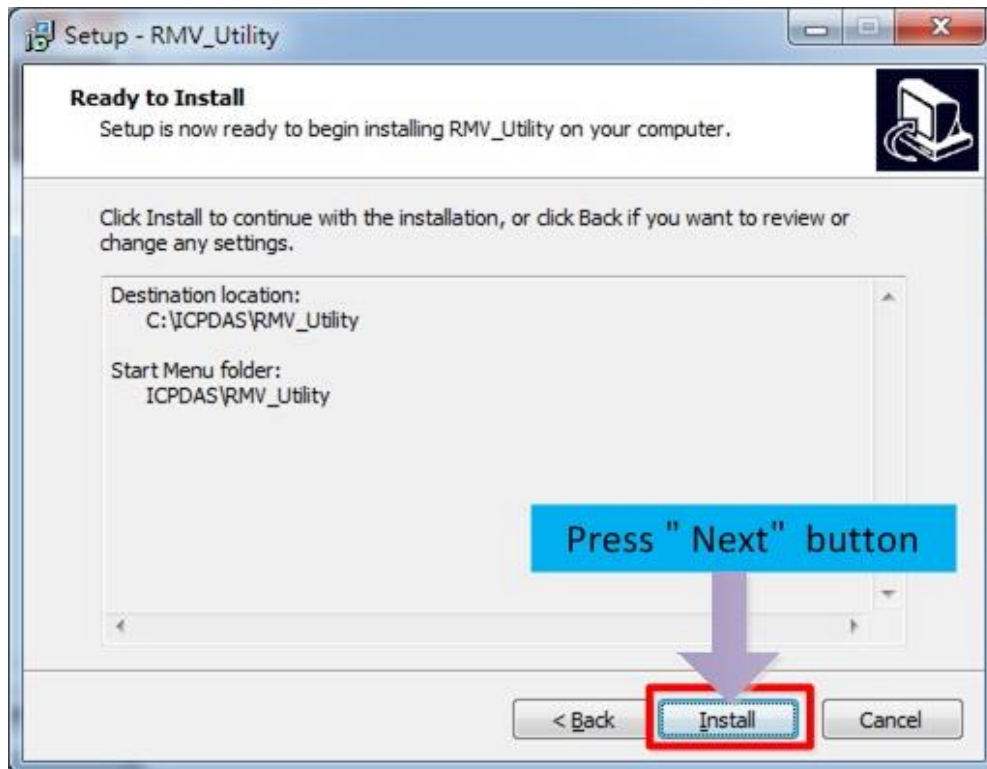 Setup - RMV_Utility
Ready to Install
Setup is now ready to begin installing RMV_Utility on your computer.
Click Install to continue with the installation, or click Back if you want to review or
change any settings.
Destination location:
C:\ICPDAS\RMV_Utility
Start Menu folder:
ICPDAS\RMV_Utility
Press " Next" button
< Back Install Cancel